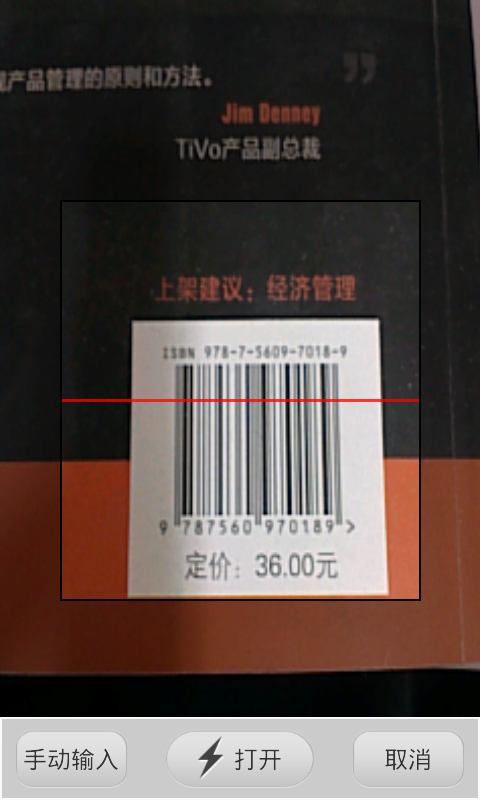 产品管理的原则和方法。
”
Jim Denney
TiVo产品副总裁
上架建议：经济管理
ISBN 978-7-5609-7018-9
9 787560 970189 >
定价：36.00元
手动输入
打开
取消